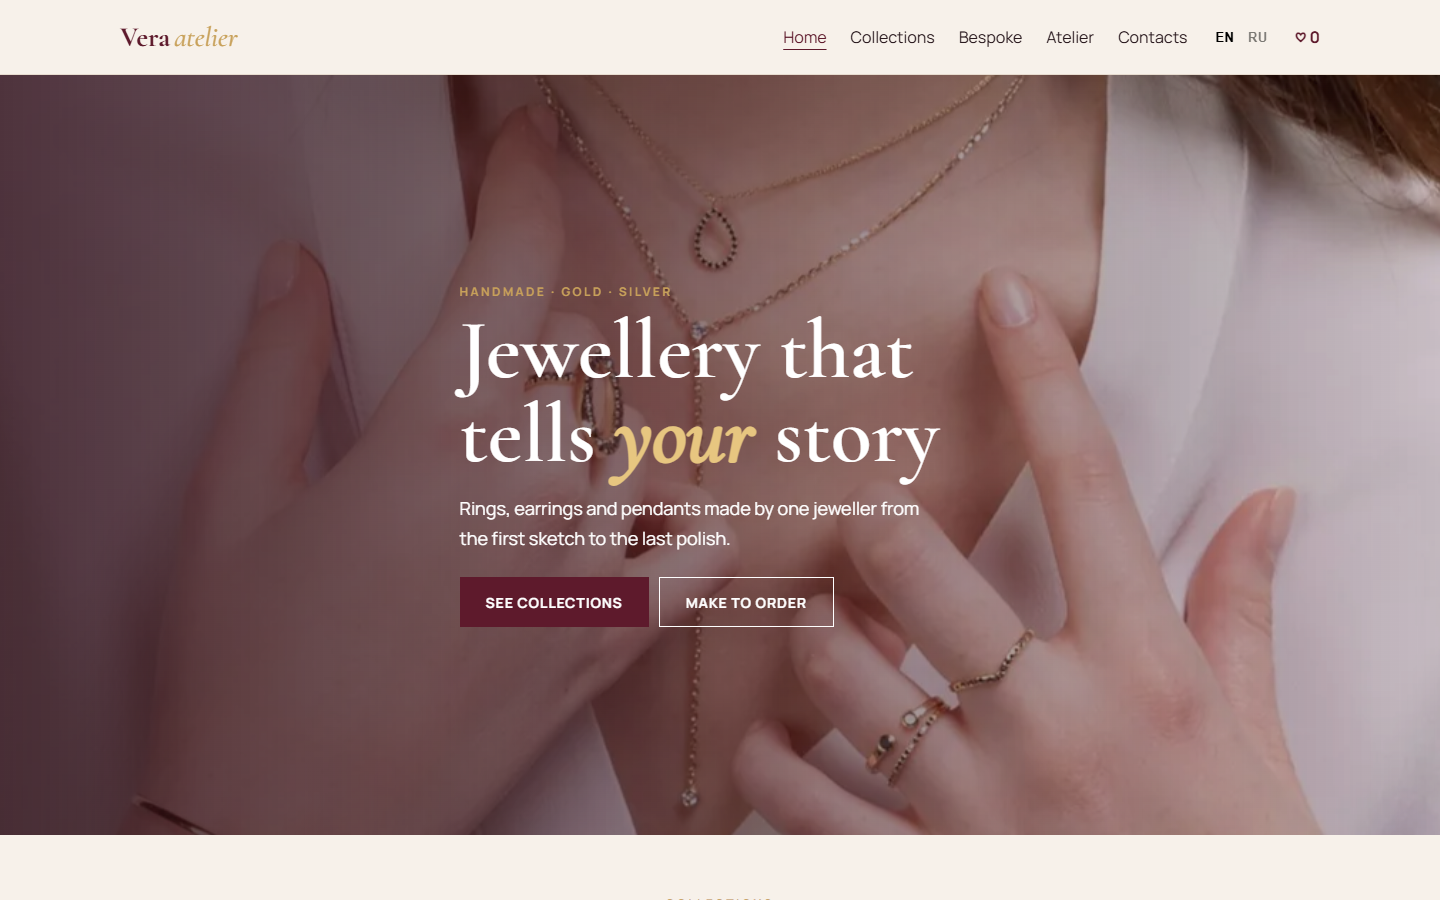 Vera atelier
Home Collections Bespoke Atelier Contacts EN RU ♡ 0
HANDMADE · GOLD · SILVER
Jewellery that
tells your story
Rings, earrings and pendants made by one jeweller from
the first sketch to the last polish.
SEE COLLECTIONS MAKE TO ORDER